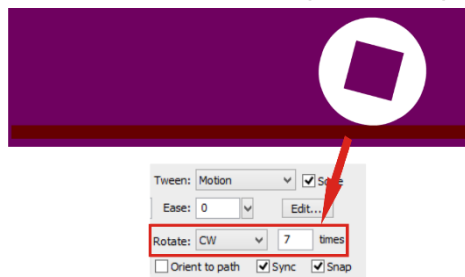 Tween: Motion
Ease: 0 Edit...
Rotate: CW 7 times
Orient to path Sync Snap